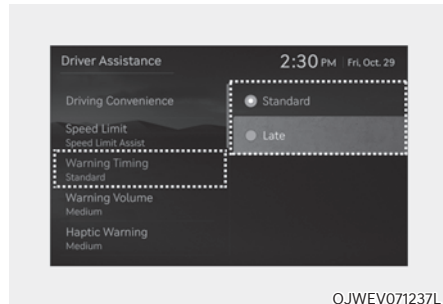 Driver Assistance
2:30 PM Fri, Oct. 29
Driving Convenience
Speed Limit
Speed Limit Assist
Warning Timing
Standard
Warning Volume
Medium
Haptic Warning
Medium
Standard
Late
OJWEV071237L